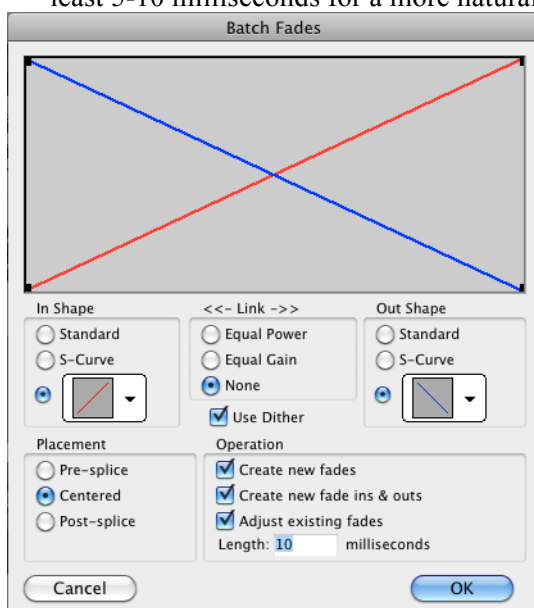 least 5-10 milliseconds for a more natural
Batch Fades
In Shape
<<- Link ->>
Out Shape
Standard
Equal Power
Standard
S-Curve
Equal Gain
S-Curve
None
Use Dither
Placement
Operation
Pre-splice
Create new fades
Centered
Create new fade ins & outs
Post-splice
Adjust existing fades
Length: 10 milliseconds
Cancel
OK